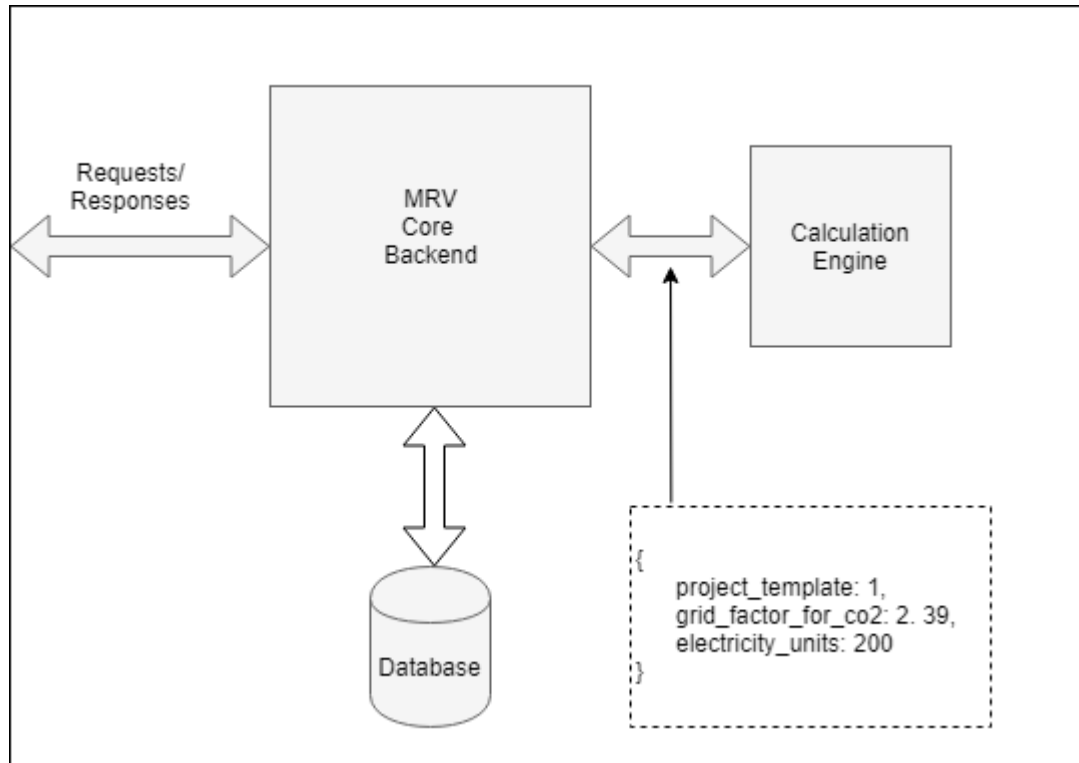 Requests/
Responses
MRV
Core
Backend
Calculation
Engine
Database
{
project_template: 1,
grid_factor_for_co2: 2. 39,
electricity_units: 200
}